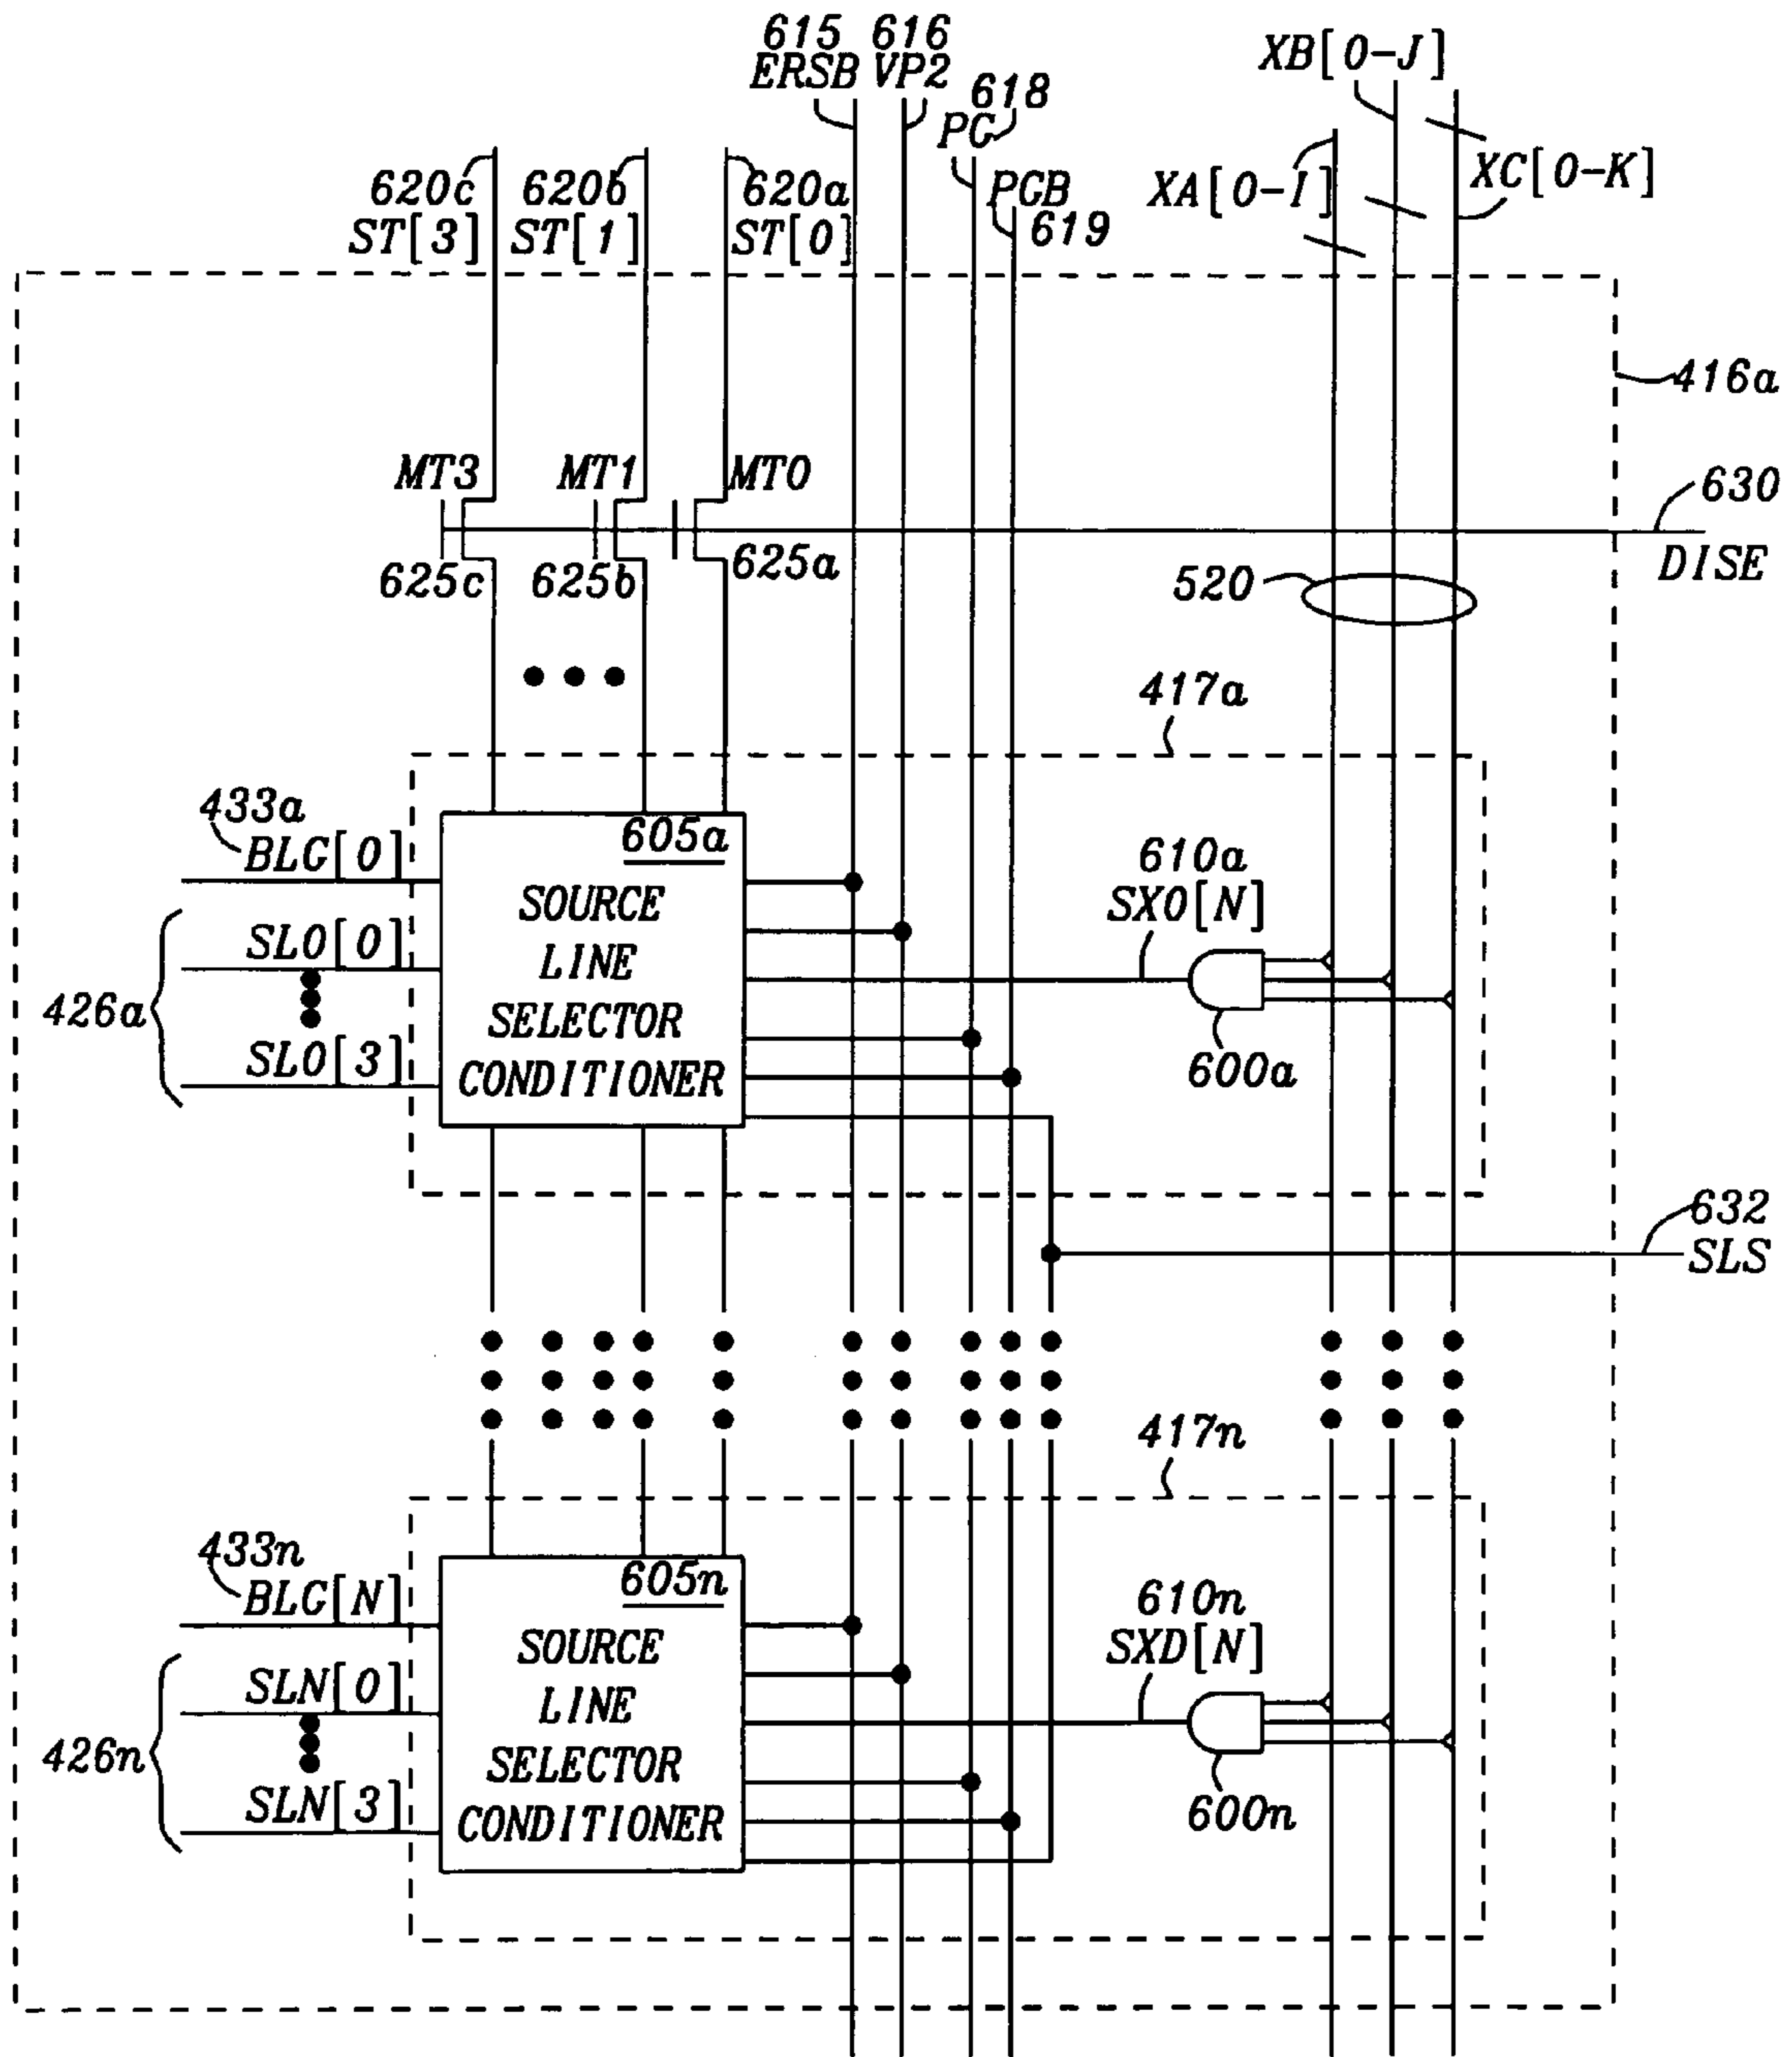 615 616
ERSB VP2
XB[0-J]
618
PG
620c 620b 620a
ST[3] ST[1] ST[0]
PGB
619
XA[0-I]
XC[0-K]
416a
MT3 MT1 MT0
630
DISE
625c 625b 625a
520
417a
433a
BLG[0]
605a
SOURCE
LINE
SELECTOR
CONDITIONER
SL0[0]
426a
SL0[3]
610a
SX0[N]
600a
632
SLS
417n
433n
BLG[N]
605n
SOURCE
LINE
SELECTOR
CONDITIONER
SLN[0]
426n
SLN[3]
610n
SXD[N]
600n